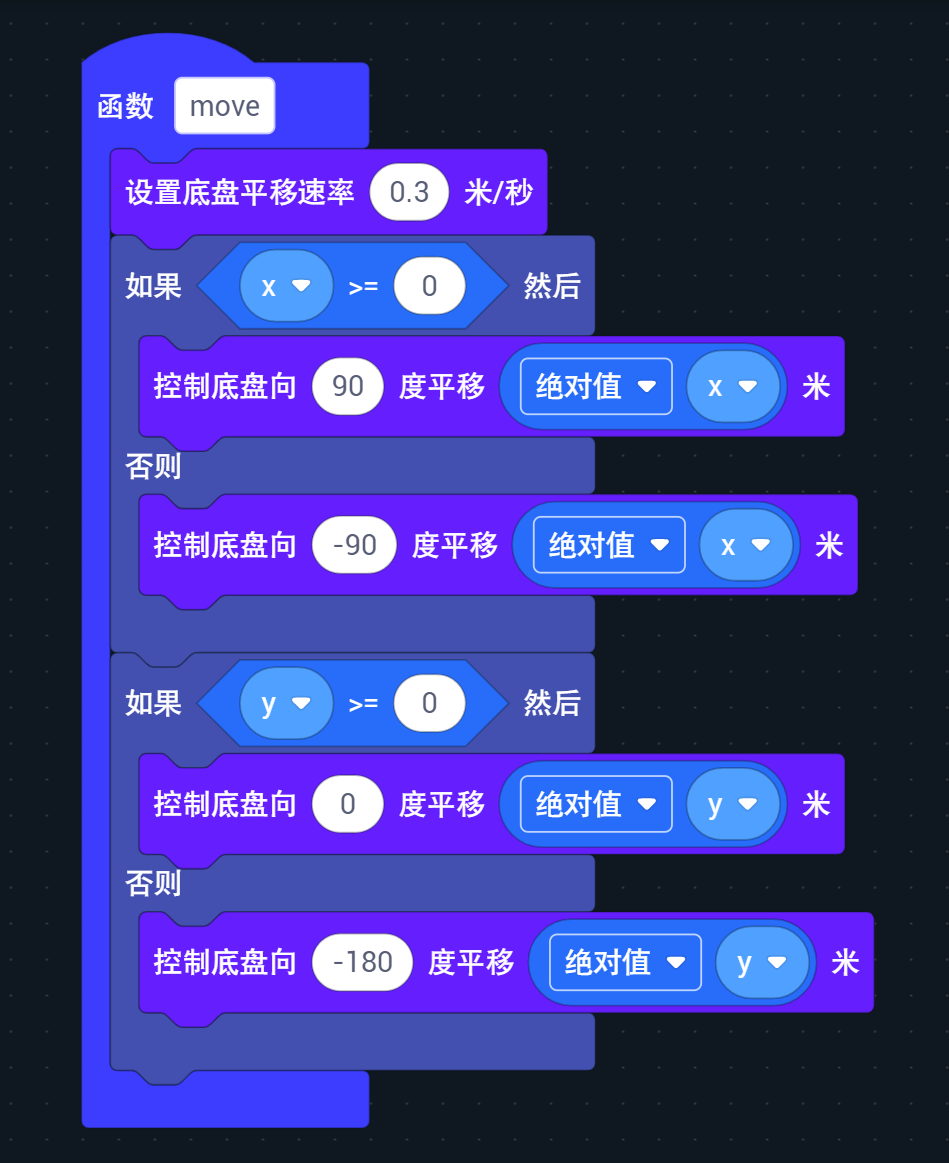 函数 move
设置底盘平移速率 0.3 米/秒
如果 x >= 0 然后
控制底盘向 90 度平移 绝对值 x 米
否则
控制底盘向 -90 度平移 绝对值 x 米
如果 y >= 0 然后
控制底盘向 0 度平移 绝对值 y 米
否则
控制底盘向 -180 度平移 绝对值 y 米